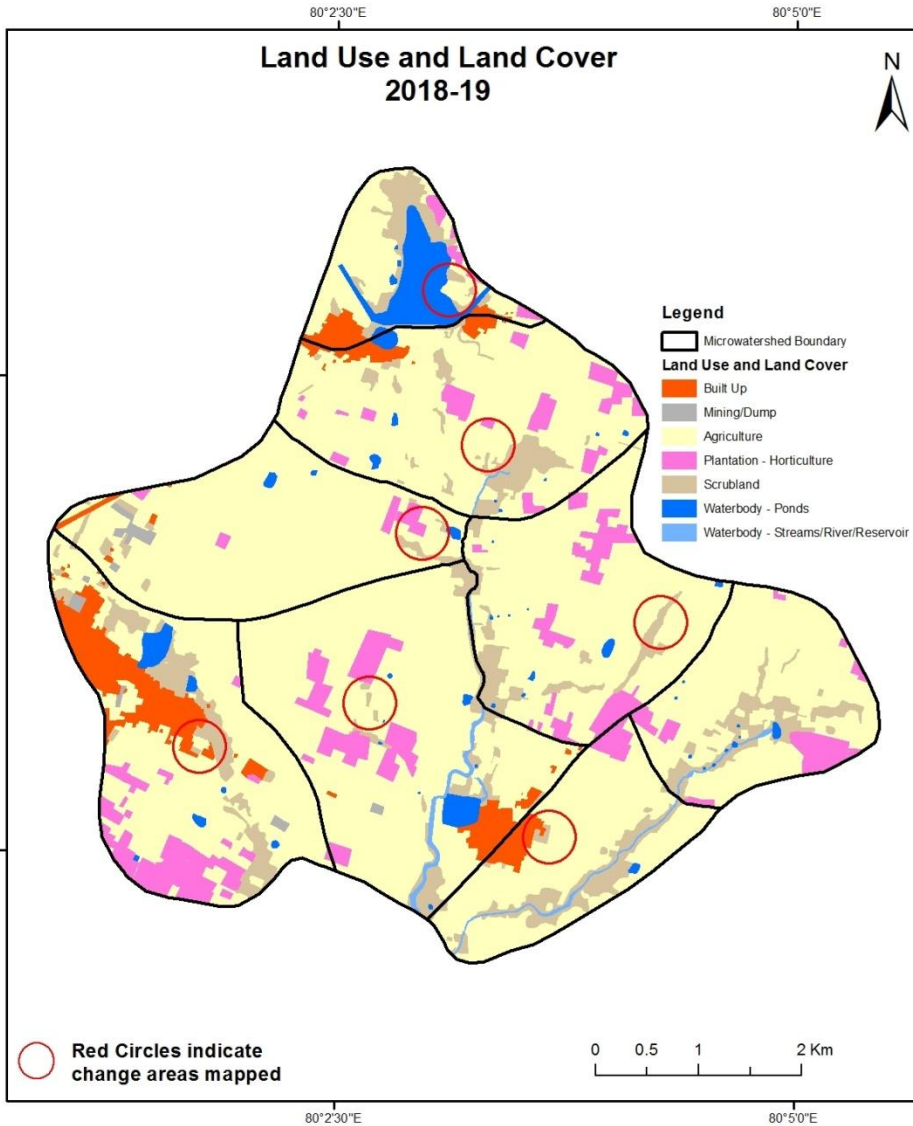 80°2'30"E
80°5'0"E
Land Use and Land Cover
2018-19
N
Legend
Microwatershed Boundary
Land Use and Land Cover
Built Up
Mining/Dump
Agriculture
Plantation - Horticulture
Scrubland
Waterbody - Ponds
Waterbody - Streams/River/Reservoir
Red Circles indicate
change areas mapped
0 0.5 1 2 Km
80°2'30"E
80°5'0"E